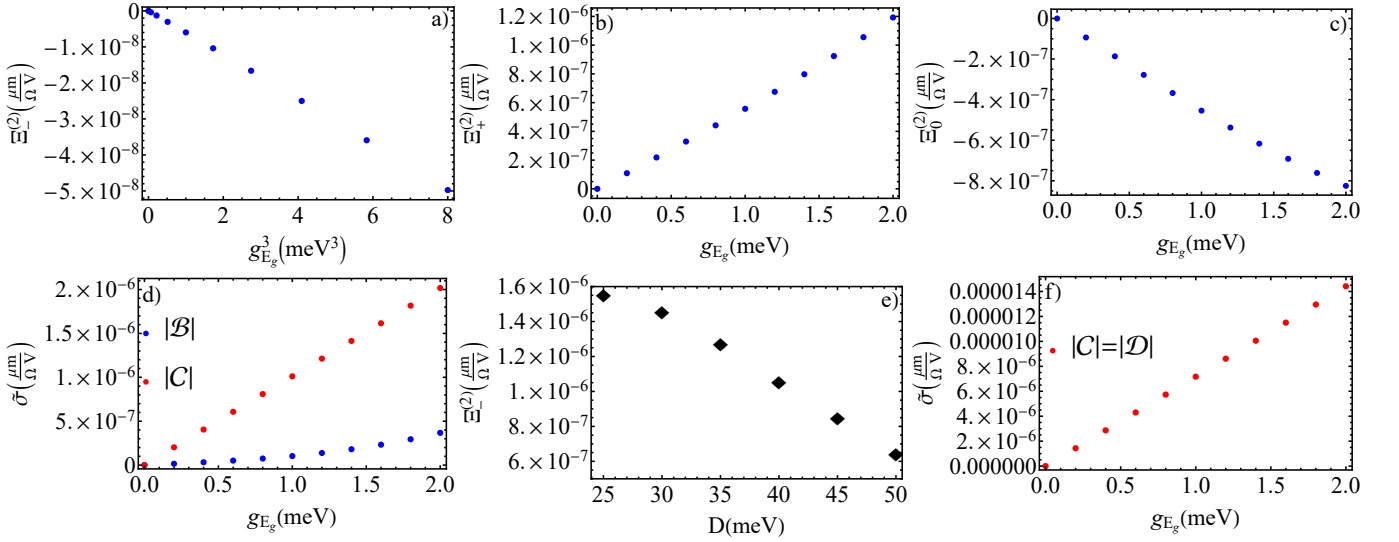 a)
0
-1.×10⁻⁸
-2.×10⁻⁸
-3.×10⁻⁸
-4.×10⁻⁸
-5.×10⁻⁸
Ξ₋⁽²⁾(μm/Ω V)
0 2 4 6 8
g³_{E_g}(meV³)
b)
1.2×10⁻⁶
1.×10⁻⁶
8.×10⁻⁷
6.×10⁻⁷
4.×10⁻⁷
2.×10⁻⁷
0
Ξ₊⁽²⁾(μm/Ω V)
0.0 0.5 1.0 1.5 2.0
g_{E_g}(meV)
c)
0
-2.×10⁻⁷
-4.×10⁻⁷
-6.×10⁻⁷
-8.×10⁻⁷
Ξ₀⁽²⁾(μm/Ω V)
0.0 0.5 1.0 1.5 2.0
g_{E_g}(meV)
d)
2.×10⁻⁶
1.5×10⁻⁶
1.×10⁻⁶
5.×10⁻⁷
0
σ̃(μm/Ω V)
|ℬ|
|𝒞|
0.0 0.5 1.0 1.5 2.0
g_{E_g}(meV)
e)
1.6×10⁻⁶
1.4×10⁻⁶
1.2×10⁻⁶
1.×10⁻⁶
8.×10⁻⁷
6.×10⁻⁷
Ξ₋⁽²⁾(μm/Ω V)
25 30 35 40 45 50
D(meV)
f)
0.000014
0.000012
0.000010
8.×10⁻⁶
6.×10⁻⁶
4.×10⁻⁶
2.×10⁻⁶
0.000000
σ̃(μm/Ω V)
|𝒞|=|𝒟|
0.0 0.5 1.0 1.5 2.0
g_{E_g}(meV)